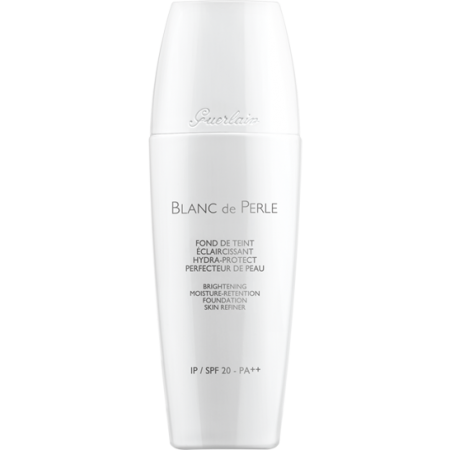 Guerlain
BLANC de PERLE
FOND DE TEINT
ÉCLAIRCISSANT
HYDRA-PROTECT
PERFECTEUR DE PEAU
BRIGHTENING
MOISTURE-RETENTION
FOUNDATION
SKIN REFINER
IP / SPF 20 - PA++